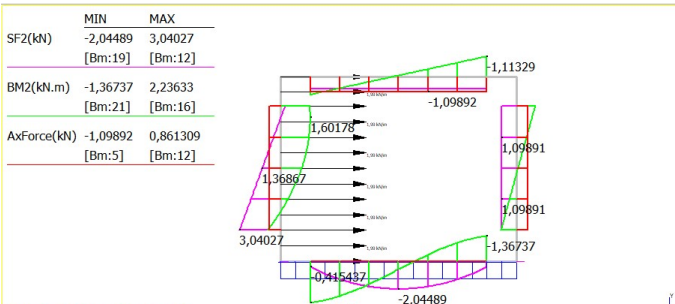 MIN MAX
SF2(kN) -2,04489 3,04027
[Bm:19] [Bm:12]
BM2(kN.m) -1,36737 2,23633
[Bm:21] [Bm:16]
AxForce(kN) -1,09892 0,861309
[Bm:5] [Bm:12]
-1,11329
-1,09892
1,60178
1,09891
1,36867
1,09891
3,04027
-1,36737
-0,415437
-2.04489
Y